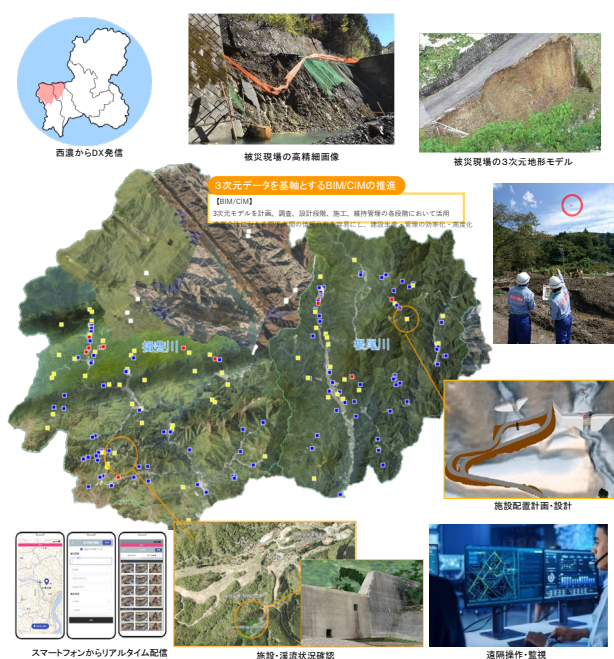 西濃からDX発信
被災現場の高精細画像
被災現場の3次元地形モデル
3次元データを基軸とするBIM/CIMの推進
【BIM/CIM】
3次元モデルを計画、調査、設計段階、施工、維持管理の各段階において活用
揖斐川
根尾川
施設配置計画・設計
スマートフォンからリアルタイム配信
施設・渓流状況確認
遠隔操作・監視